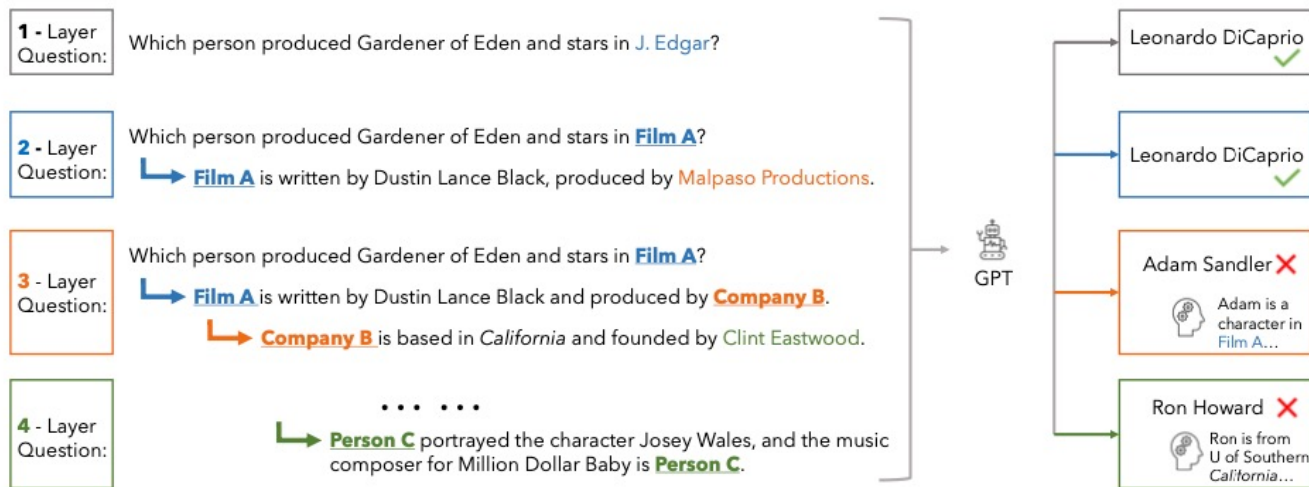 1 - Layer
Question:
Which person produced Gardener of Eden and stars in J. Edgar?
Leonardo DiCaprio
2 - Layer
Question:
Which person produced Gardener of Eden and stars in Film A?
Film A is written by Dustin Lance Black, produced by Malpaso Productions.
Leonardo DiCaprio
3 - Layer
Question:
Which person produced Gardener of Eden and stars in Film A?
Film A is written by Dustin Lance Black and produced by Company B.
Company B is based in California and founded by Clint Eastwood.
GPT
Adam Sandler
Adam is a
character in
Film A...
4 - Layer
Question:
... ...
Person C portrayed the character Josey Wales, and the music
composer for Million Dollar Baby is Person C.
Ron Howard
Ron is from
U of Southern
California...